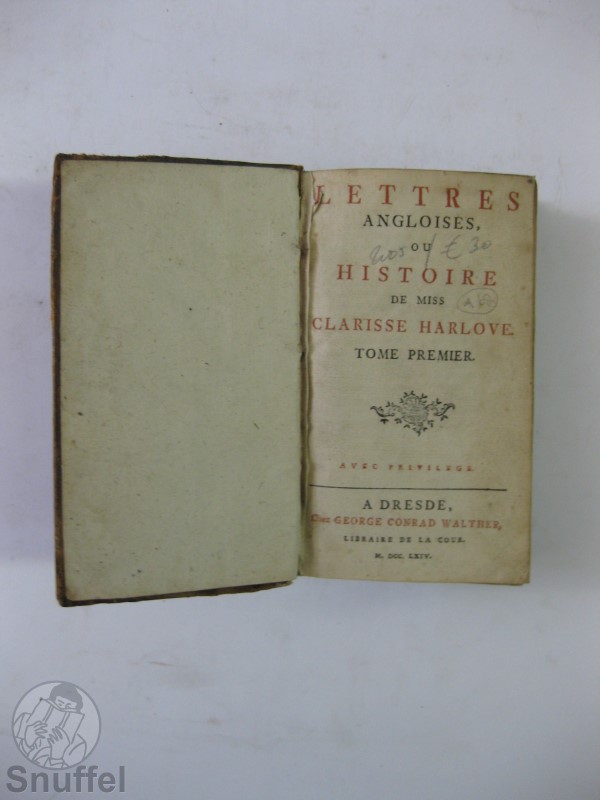 LETTRES
ANGLOISES,
OU
HISTOIRE
DE MISS
CLARISSE HARLOVE.
TOME PREMIER.
AVEC PRIVILEGE.
A DRESDE,
Chez GEORGE CONRAD WALTHER,
LIBRAIRE DE LA COUR.
M. DCC. LXIV.
Snuffel